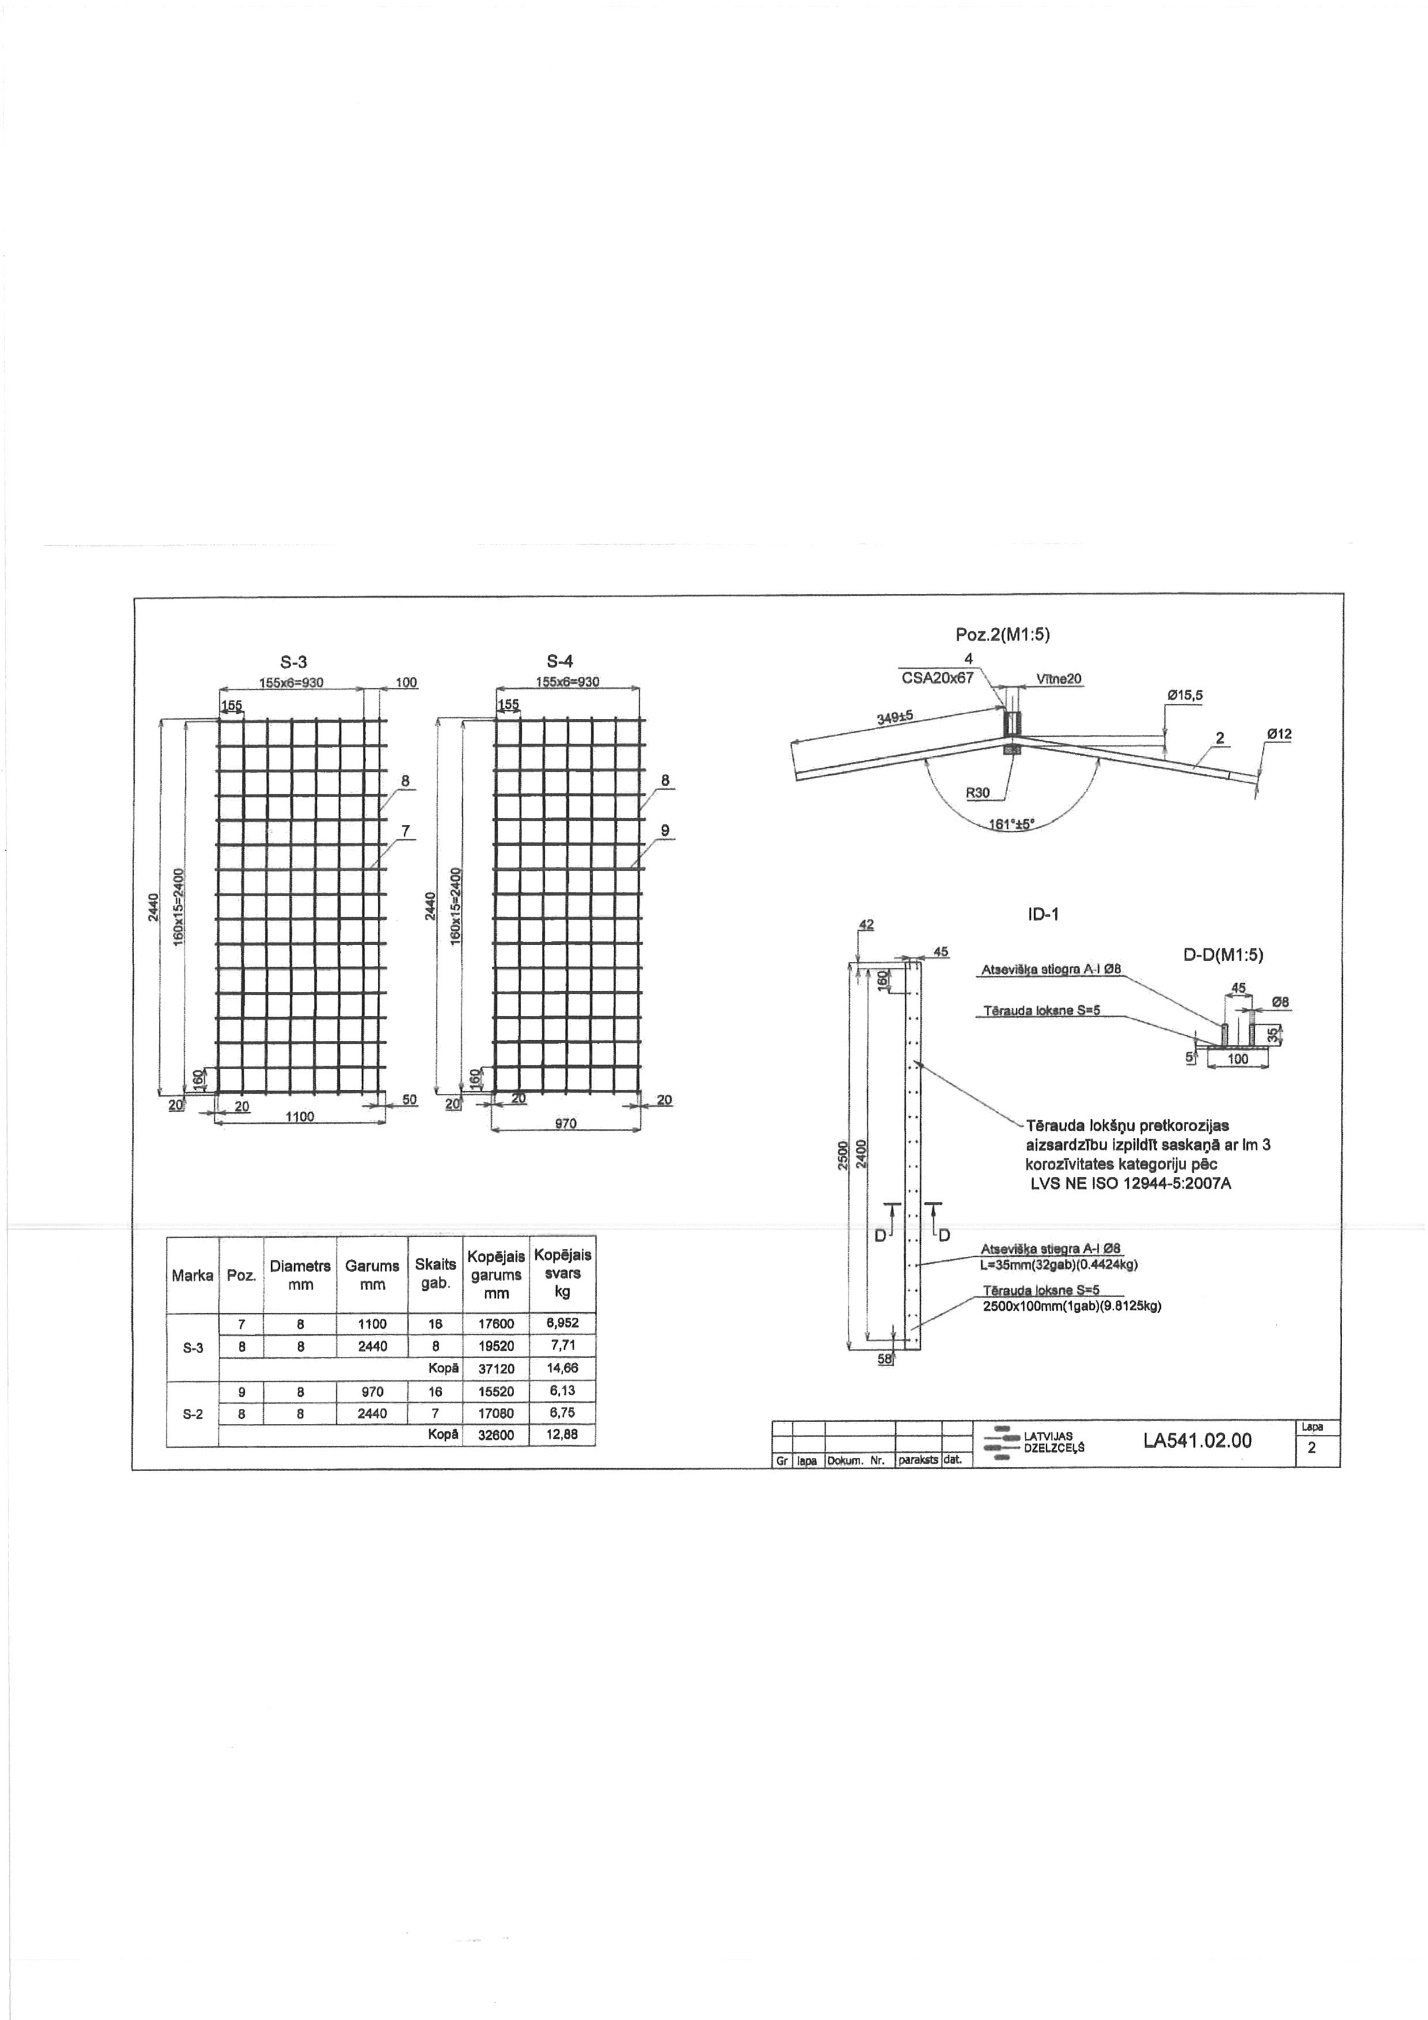 S-3
155x6=930
100
155
2440
160x15=2400
8
7
160
20
20
50
1100
S-4
155x6=930
155
2440
160x15=2400
8
9
160
20
20
20
970
Poz.2(M1:5)
4
CSA20x67
Vītne20
349±5
Ø15,5
2
Ø12
R30
161°±5°
ID-1
42
45
160
2500
2400
58
D
D
Atsevišķa stiegra A-I Ø8
Tērauda loksne S=5
D-D(M1:5)
45
Ø8
35
5
100
Tērauda lokšņu pretkorozijas
aizsardzību izpildīt saskaņā ar Im 3
korozīvitates kategoriju pēc
LVS NE ISO 12944-5:2007A
Atsevišķa stiegra A-I Ø8
L=35mm(32gab)(0.4424kg)
Tērauda loksne S=5
2500x100mm(1gab)(9.8125kg)
Marka Poz. Diametrs mm Garums mm Skaits gab. Kopējais garums mm Kopējais svars kg
S-3
7 8 1100 16 17600 6,952
8 8 2440 8 19520 7,71
Kopā 37120 14,66
S-2
9 8 970 16 15520 6,13
8 8 2440 7 17080 6,75
Kopā 32600 12,88
Gr lapa Dokum. Nr. paraksts dat.
LATVIJAS
DZELZCEĻŠ
LA541.02.00
Lapa
2